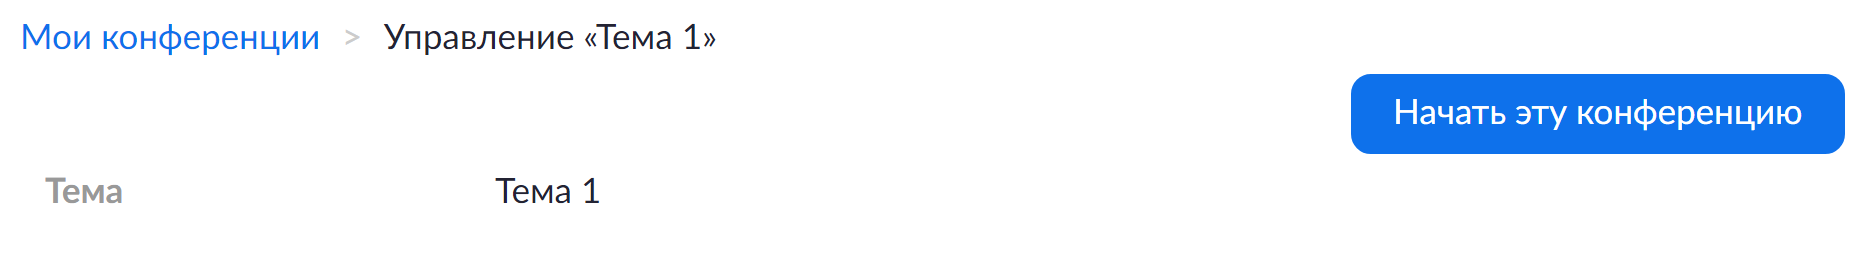 Мои конференции > Управление «Тема 1»
Начать эту конференцию
Тема Тема 1